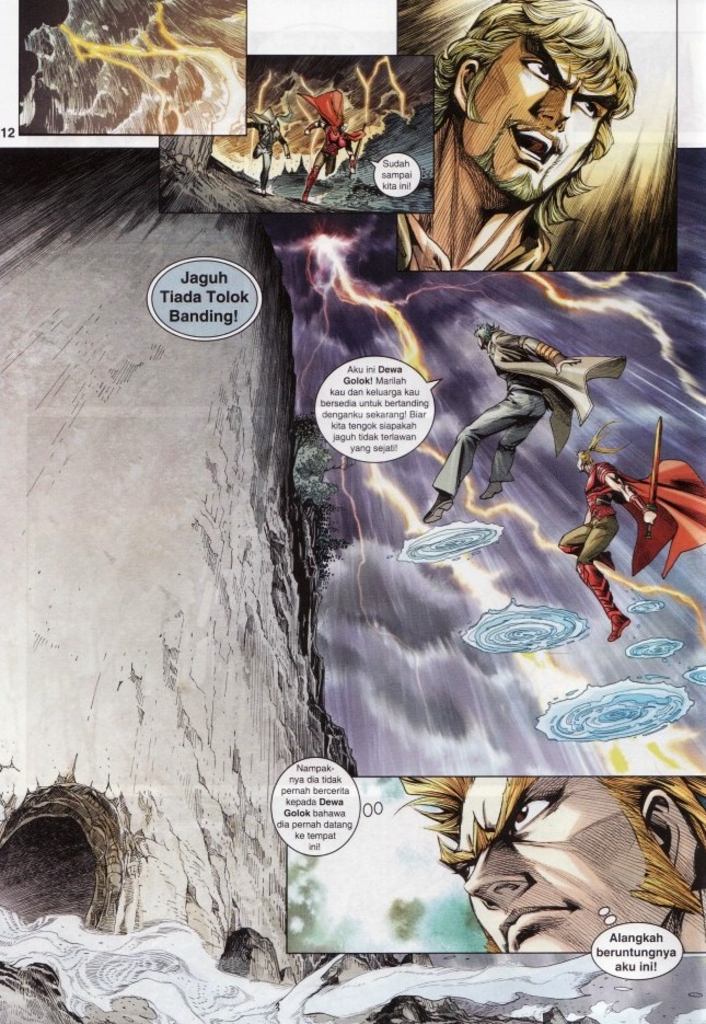 12
Sudah
sampai
kita ini!
Jaguh
Tiada Tolok
Banding!
Aku ini Dewa
Golok! Marilah
kau dan keluarga kau
bersedia untuk bertanding
denganku sekarang! Biar
kita tengok siapakah
jaguh tidak terlawan
yang sejati!
Nampak-
nya dia tidak
pernah bercerita
kepada Dewa
Golok bahawa
dia pernah datang
ke tempat
ini!
Alangkah
beruntungnya
aku ini!